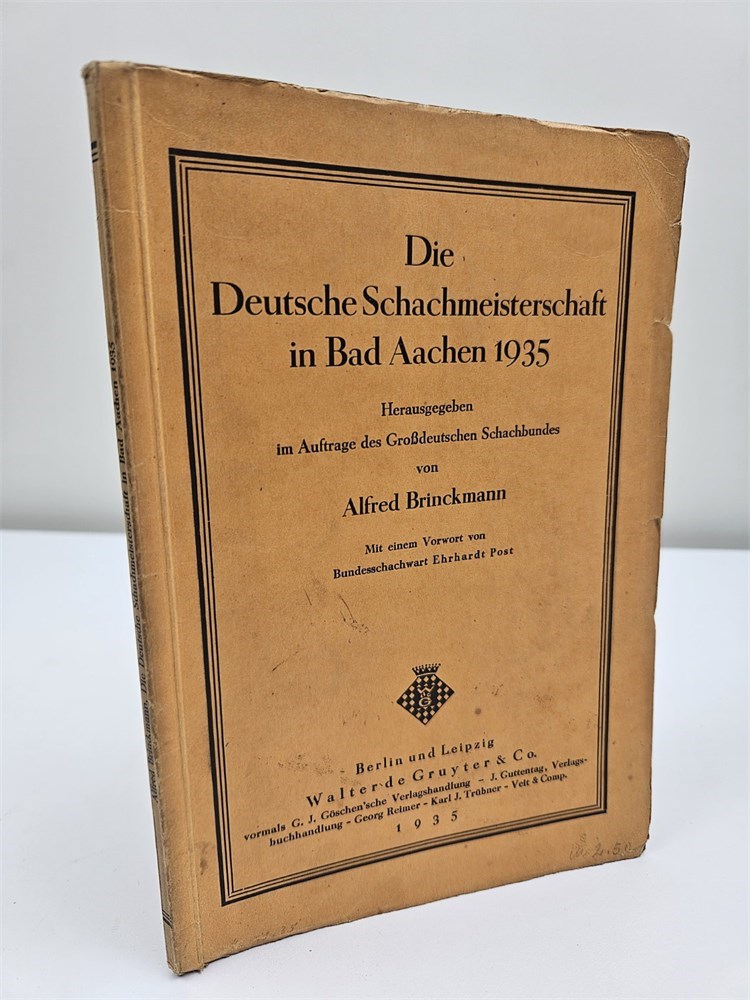 Die
Deutsche Schachmeisterschaft
in Bad Aachen 1935
Herausgegeben
im Auftrage des Großdeutschen Schachbundes
von
Alfred Brinckmann
Mit einem Vorwort von
Bundesschachwart Ehrhardt Post
G
Berlin und Leipzig
Walter de Gruyter & Co.
vormals G. J. Göschen'sche Verlagshandlung – J. Guttentag, Verlags-
buchhandlung – Georg Reimer – Karl J. Trübner – Veit & Comp.
1935
Alfred Brinckmann, Die Deutsche Schachmeisterschaft in Bad Aachen 1935